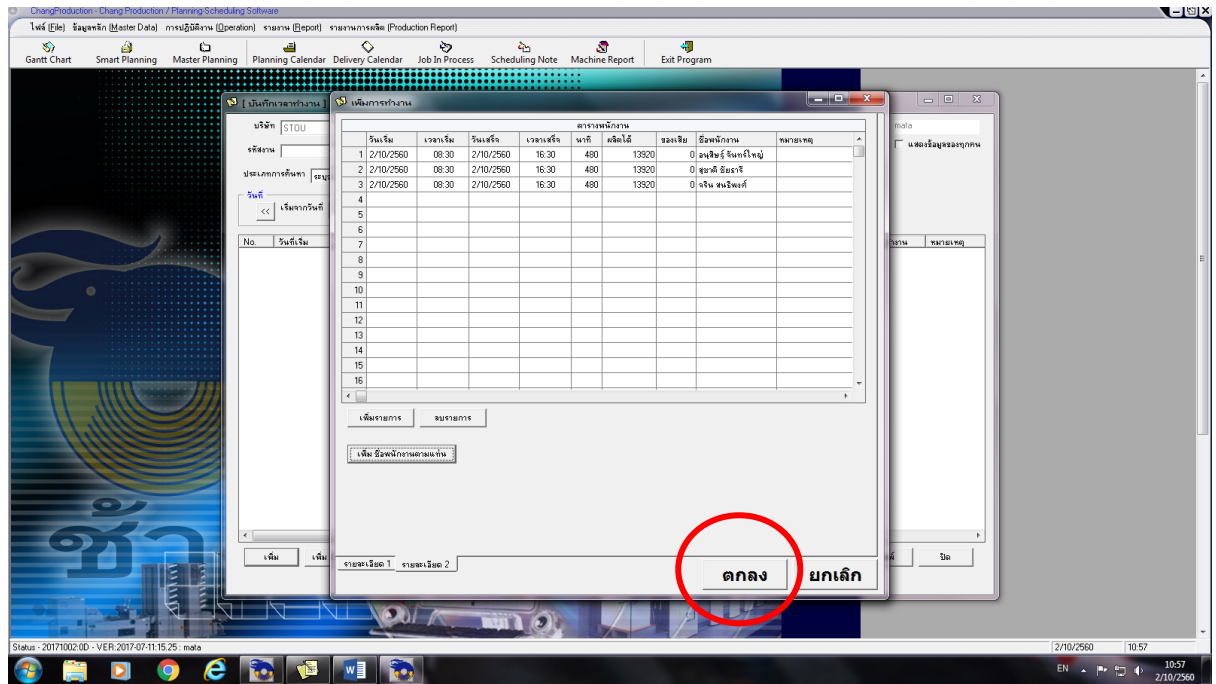 ChangProduction - Chang Production / Planning-Scheduling Software
ไฟล์ (File) ข้อมูลหลัก (Master Data) การปฏิบัติงาน (Operation) รายงาน (Report) รายงานการผลิต (Production Report)
Gantt Chart Smart Planning Master Planning Planning Calendar Delivery Calendar Job In Process Scheduling Note Machine Report Exit Program
[ บันทึกเวลาทำงาน ]
เพิ่มการทำงาน
บริษัท STOU
mata
รหัสงาน
แสดงข้อมูลของทุกคน
ประเภทการค้นหา
วันที่
<< เริ่มจากวันที่
No. วันที่เริ่ม
หมายเหตุ
ตารางพนักงาน
วันเริ่ม เวลาเริ่ม วันเสร็จ เวลาเสร็จ นาที ผลิตได้ ของเสีย ชื่อพนักงาน หมายเหตุ
1 2/10/2560 08:30 2/10/2560 16:30 480 13920 0 อนุสิษฐ์ จันทร์ใหญ่
2 2/10/2560 08:30 2/10/2560 16:30 480 13920 0 สุชาติ
3 2/10/2560 08:30 2/10/2560 16:30 480 13920 0
4
5
6
7
8
9
10
11
12
13
14
15
16
เพิ่มรายการ ลบรายการ
เพิ่ม ชื่อพนักงานตามแท่น
รายละเอียด 1 รายละเอียด 2
ตกลง ยกเลิก
เพิ่ม ปิด
ช้า
Status - 20171002:0D - VER:2017-07-11:15.25 : mata 2/10/2560 10:57
EN 10:57
2/10/2560